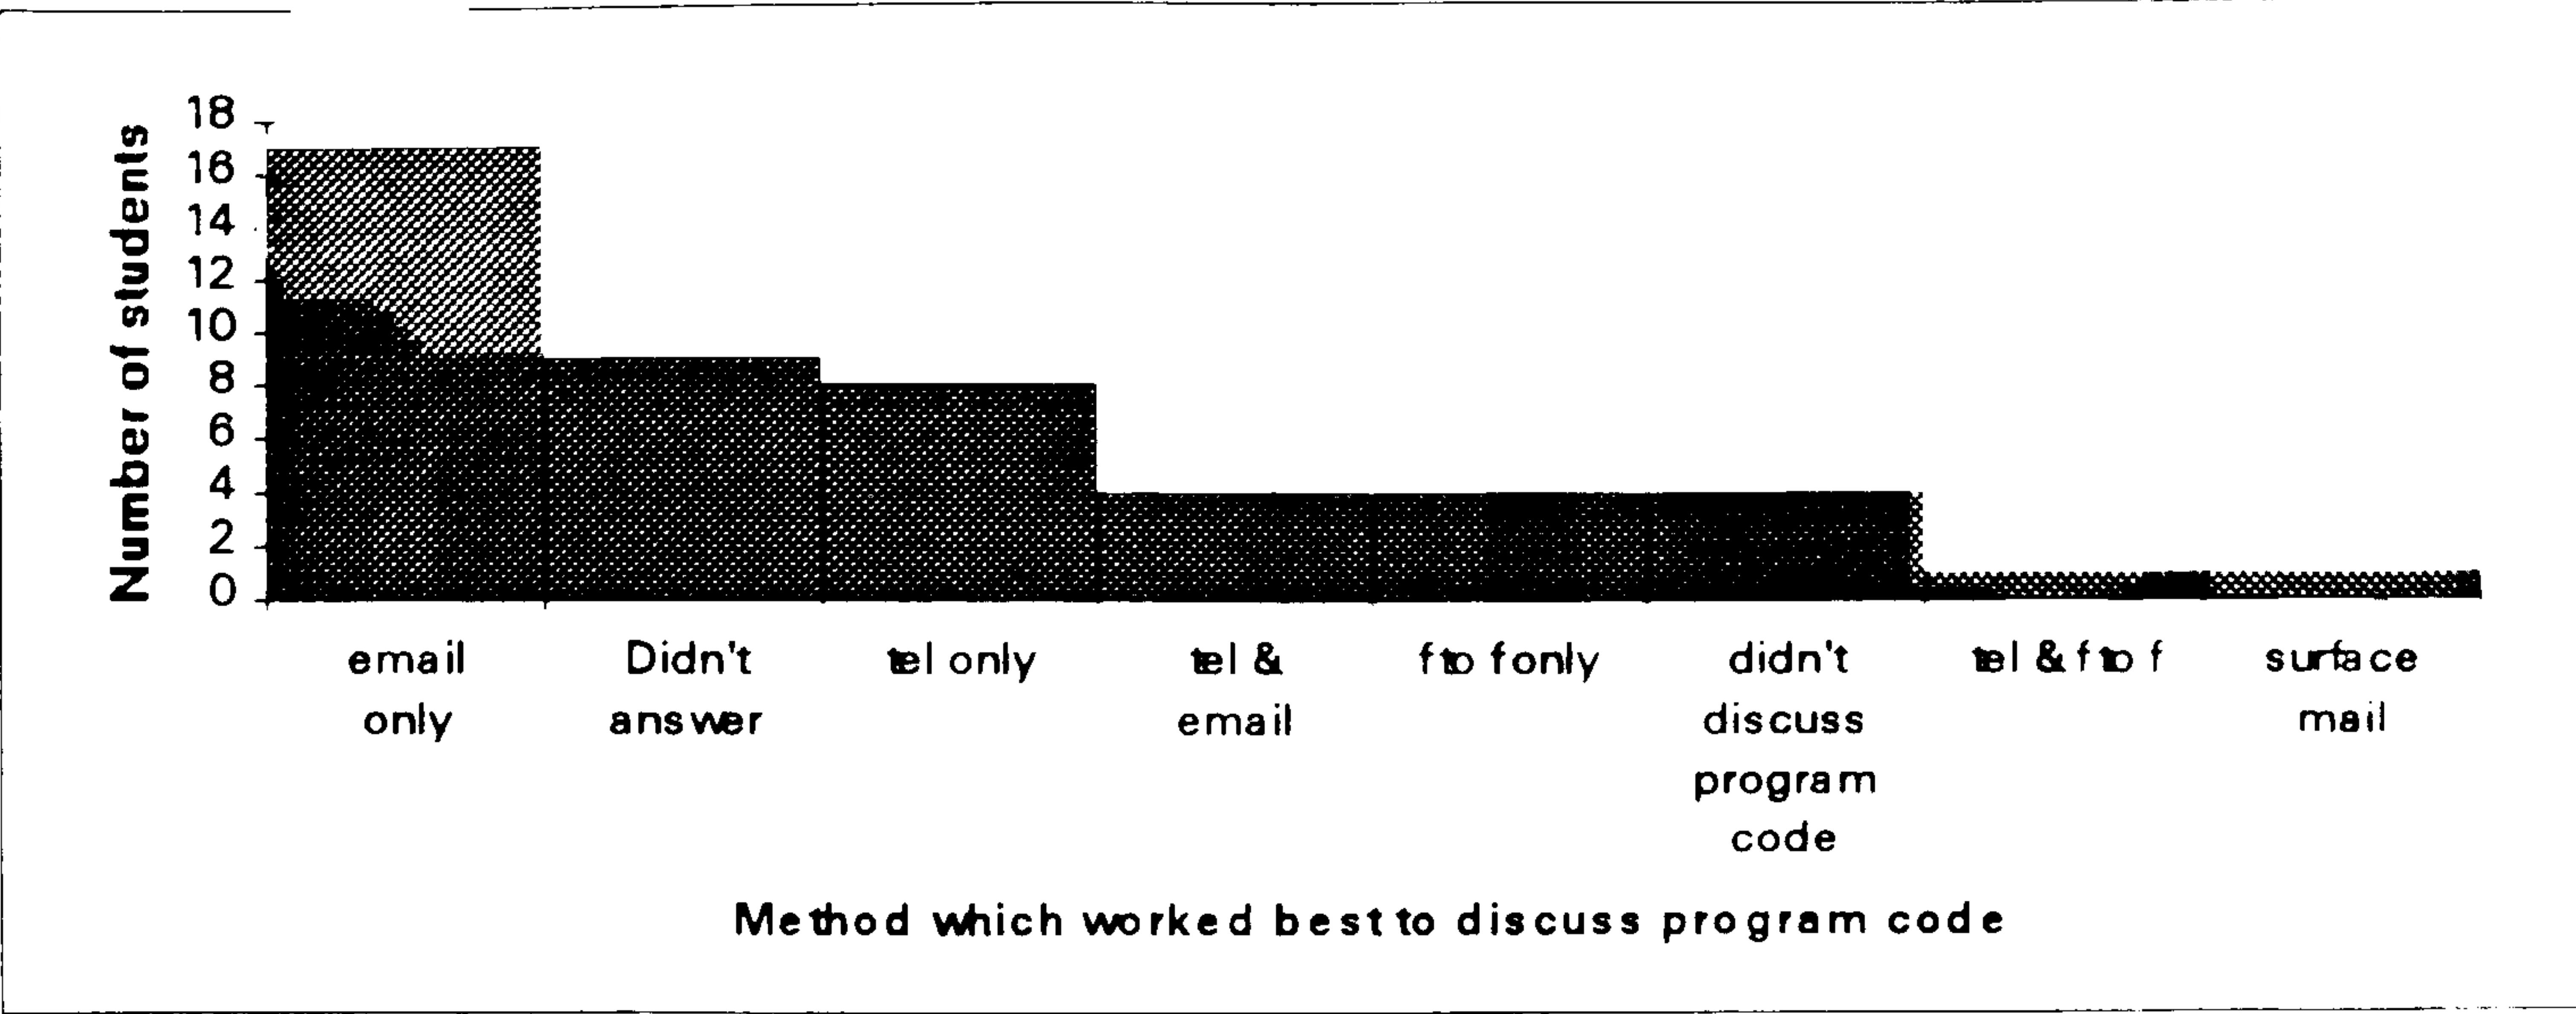 Number of students
18
16
14
12
10
8
6
4
2
0
email only
Didn't answer
tel only
tel & email
f to f only
didn't discuss program code
tel & f to f
surface mail
Method which worked best to discuss program code